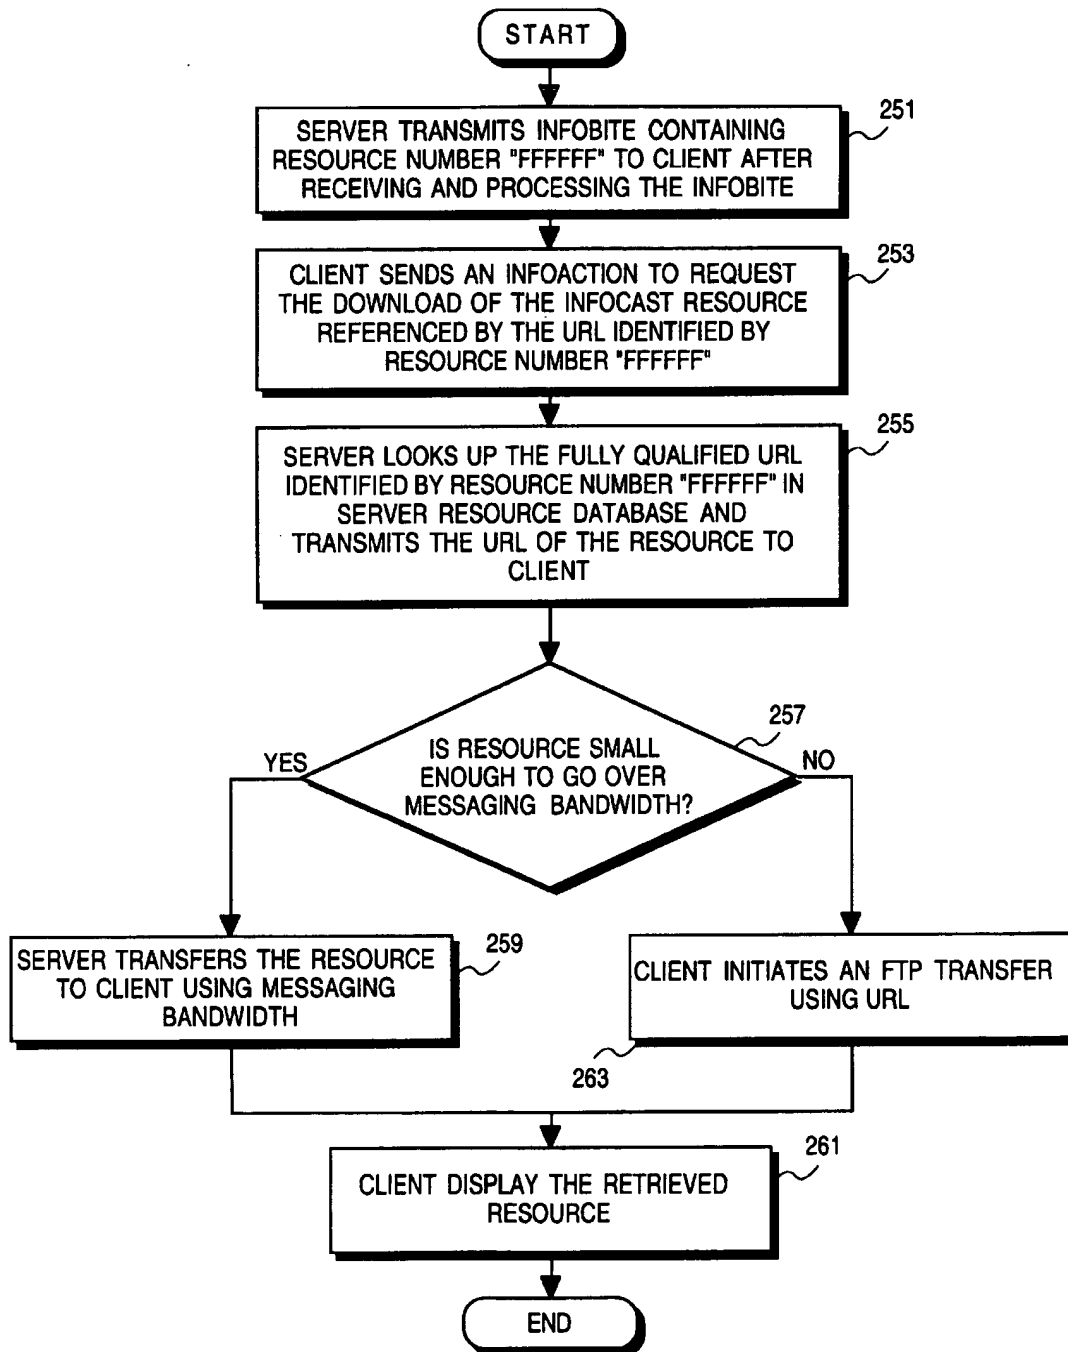 START
251
SERVER TRANSMITS INFOBITE CONTAINING
RESOURCE NUMBER "FFFFFF" TO CLIENT AFTER
RECEIVING AND PROCESSING THE INFOBITE
253
CLIENT SENDS AN INFOACTION TO REQUEST
THE DOWNLOAD OF THE INFOCAST RESOURCE
REFERENCED BY THE URL IDENTIFIED BY
RESOURCE NUMBER "FFFFFF"
255
SERVER LOOKS UP THE FULLY QUALIFIED URL
IDENTIFIED BY RESOURCE NUMBER "FFFFFF" IN
SERVER RESOURCE DATABASE AND
TRANSMITS THE URL OF THE RESOURCE TO
CLIENT
257
IS RESOURCE SMALL
ENOUGH TO GO OVER
MESSAGING BANDWIDTH?
YES
NO
259
SERVER TRANSFERS THE RESOURCE
TO CLIENT USING MESSAGING
BANDWIDTH
CLIENT INITIATES AN FTP TRANSFER
USING URL
263
261
CLIENT DISPLAY THE RETRIEVED
RESOURCE
END